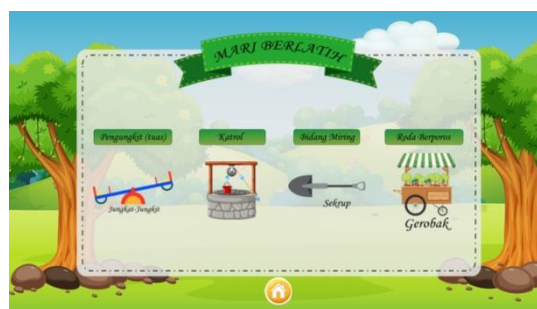 MARI BERLATIH
Pengungkit (tuas)
Katrol
Bidang Miring
Roda Berporos
Jungkat-Jungkit
Sekrup
Gerobak